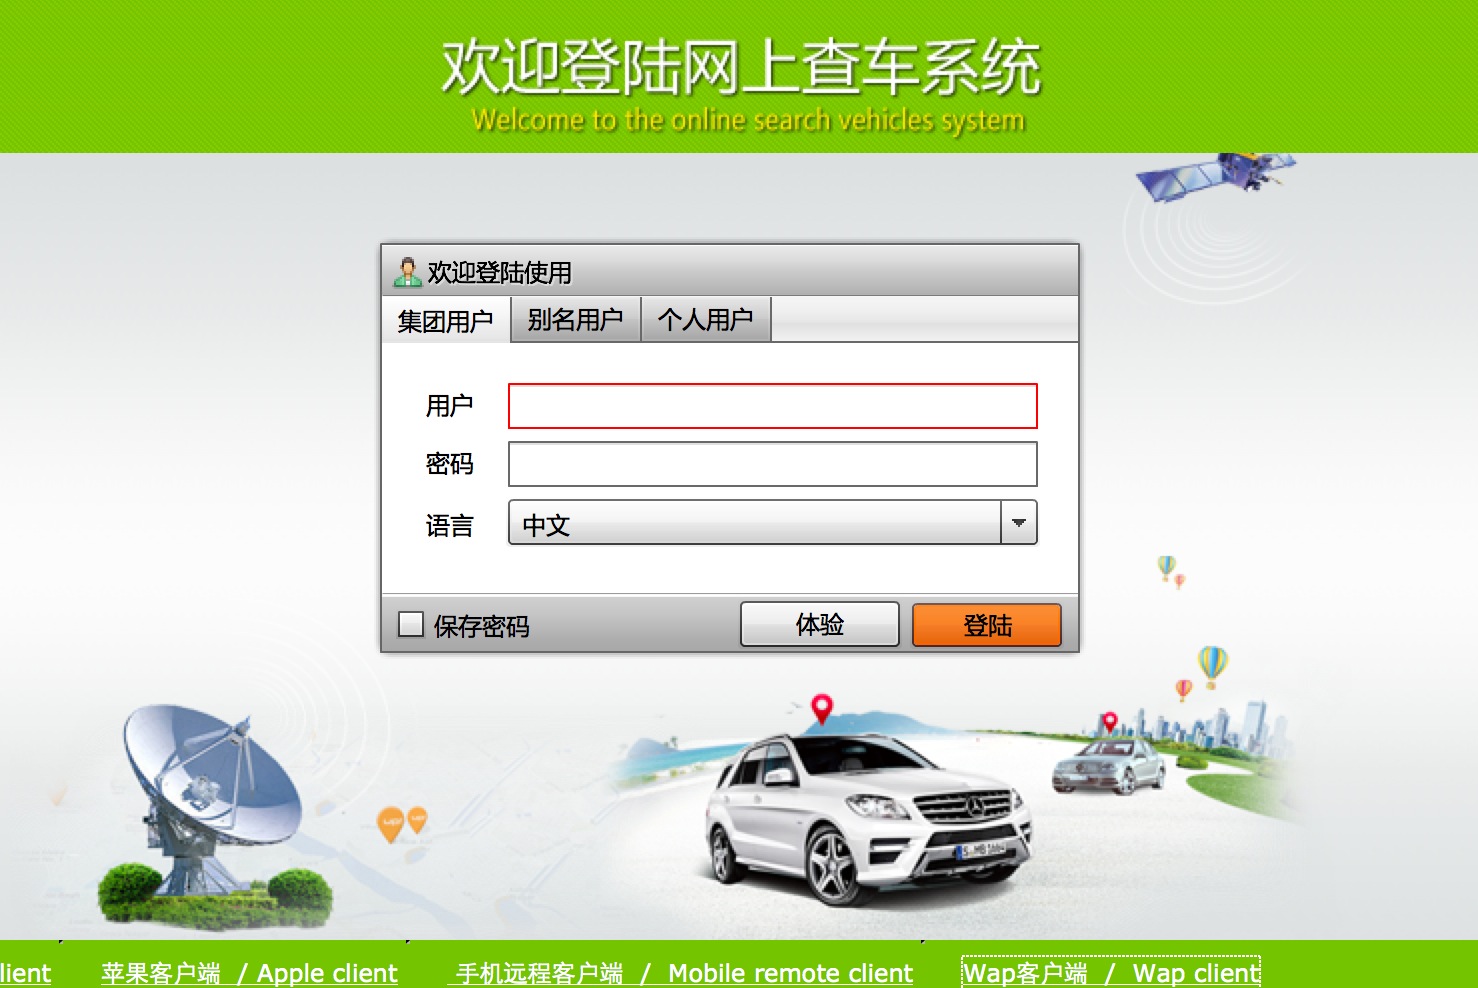 欢迎登陆网上查车系统
Welcome to the online search vehicles system
欢迎登陆使用
集团用户 别名用户 个人用户
用户
密码
语言 中文
保存密码 体验 登陆
lient 苹果客户端 / Apple client 手机远程客户端 / Mobile remote client Wap客户端 / Wap client